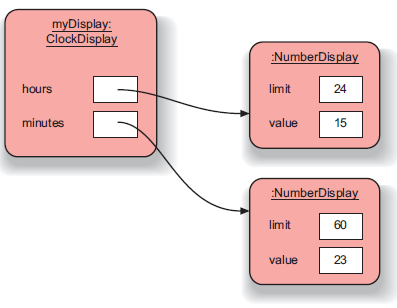 myDisplay:
ClockDisplay
hours
minutes
:NumberDisplay
limit 24
value 15
:NumberDisplay
limit 60
value 23